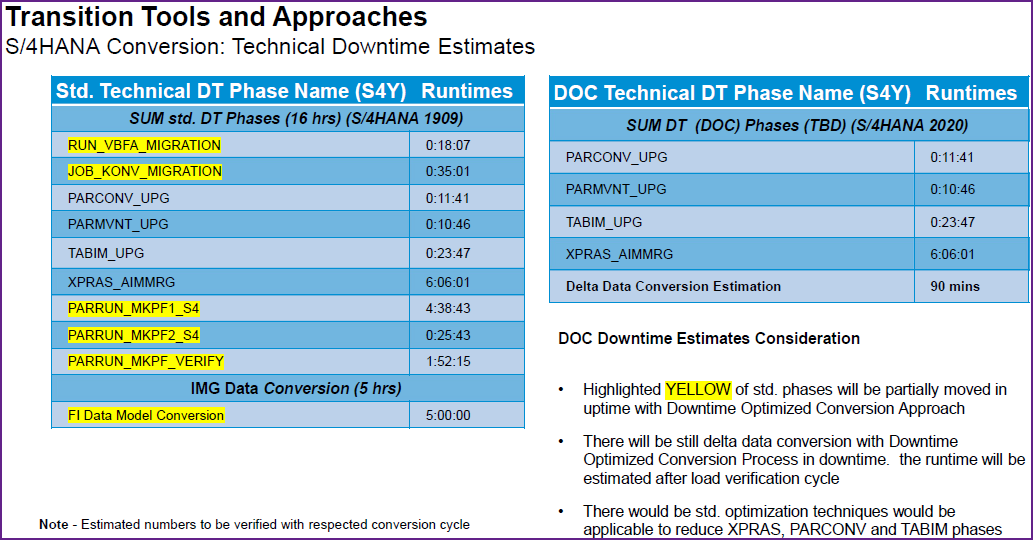 Transition Tools and Approaches
S/4HANA Conversion: Technical Downtime Estimates
Std. Technical DT Phase Name (S4Y) Runtimes
SUM std. DT Phases (16 hrs) (S/4HANA 1909)
RUN_VBFA_MIGRATION 0:18:07
JOB_KONV_MIGRATION 0:35:01
PARCONV_UPG 0:11:41
PARMVNT_UPG 0:10:46
TABIM_UPG 0:23:47
XPRAS_AIMMRG 6:06:01
PARRUN_MKPF1_S4 4:38:43
PARRUN_MKPF2_S4 0:25:43
PARRUN_MKPF_VERIFY 1:52:15
IMG Data Conversion (5 hrs)
FI Data Model Conversion 5:00:00
Note - Estimated numbers to be verified with respected conversion cycle
DOC Technical DT Phase Name (S4Y) Runtimes
SUM DT (DOC) Phases (TBD) (S/4HANA 2020)
PARCONV_UPG 0:11:41
PARMVNT_UPG 0:10:46
TABIM_UPG 0:23:47
XPRAS_AIMMRG 6:06:01
Delta Data Conversion Estimation 90 mins
DOC Downtime Estimates Consideration
• Highlighted YELLOW of std. phases will be partially moved in
uptime with Downtime Optimized Conversion Approach
• There will be still delta data conversion with Downtime
Optimized Conversion Process in downtime. the runtime will be
estimated after load verification cycle
• There would be std. optimization techniques would be
applicable to reduce XPRAS, PARCONV and TABIM phases